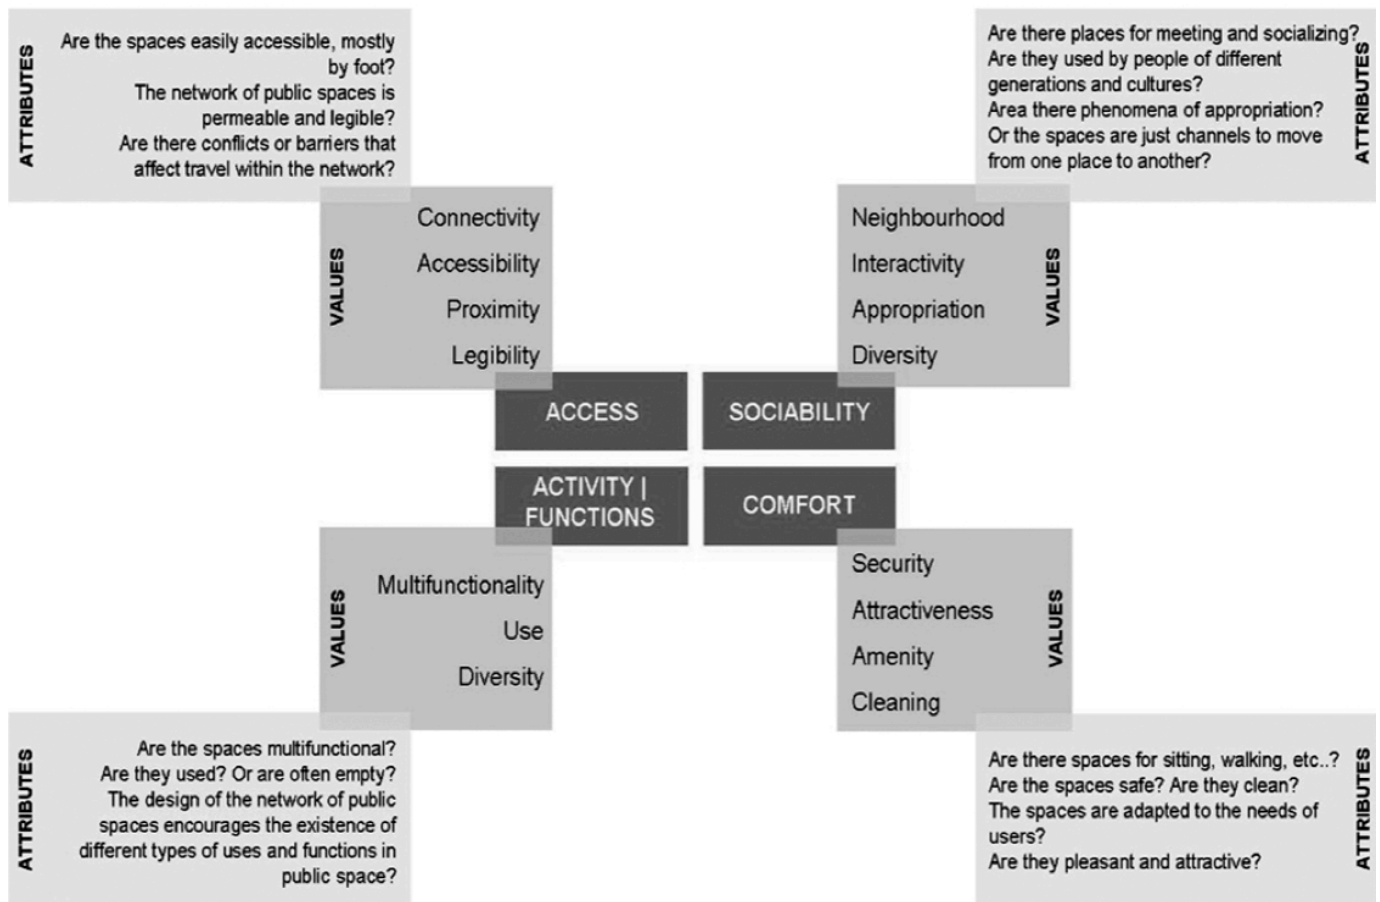 ATTRIBUTES
Are the spaces easily accessible, mostly
by foot?
The network of public spaces is
permeable and legible?
Are there conflicts or barriers that
affect travel within the network?
VALUES
Connectivity
Accessibility
Proximity
Legibility
ACCESS
Are there places for meeting and socializing?
Are they used by people of different
generations and cultures?
Area there phenomena of appropriation?
Or the spaces are just channels to move
from one place to another?
ATTRIBUTES
Neighbourhood
Interactivity
Appropriation
Diversity
VALUES
SOCIABILITY
ACTIVITY |
FUNCTIONS
VALUES
Multifunctionality
Use
Diversity
ATTRIBUTES
Are the spaces multifunctional?
Are they used? Or are often empty?
The design of the network of public
spaces encourages the existence of
different types of uses and functions in
public space?
COMFORT
Security
Attractiveness
Amenity
Cleaning
VALUES
Are there spaces for sitting, walking, etc..?
Are the spaces safe? Are they clean?
The spaces are adapted to the needs of
users?
Are they pleasant and attractive?
ATTRIBUTES